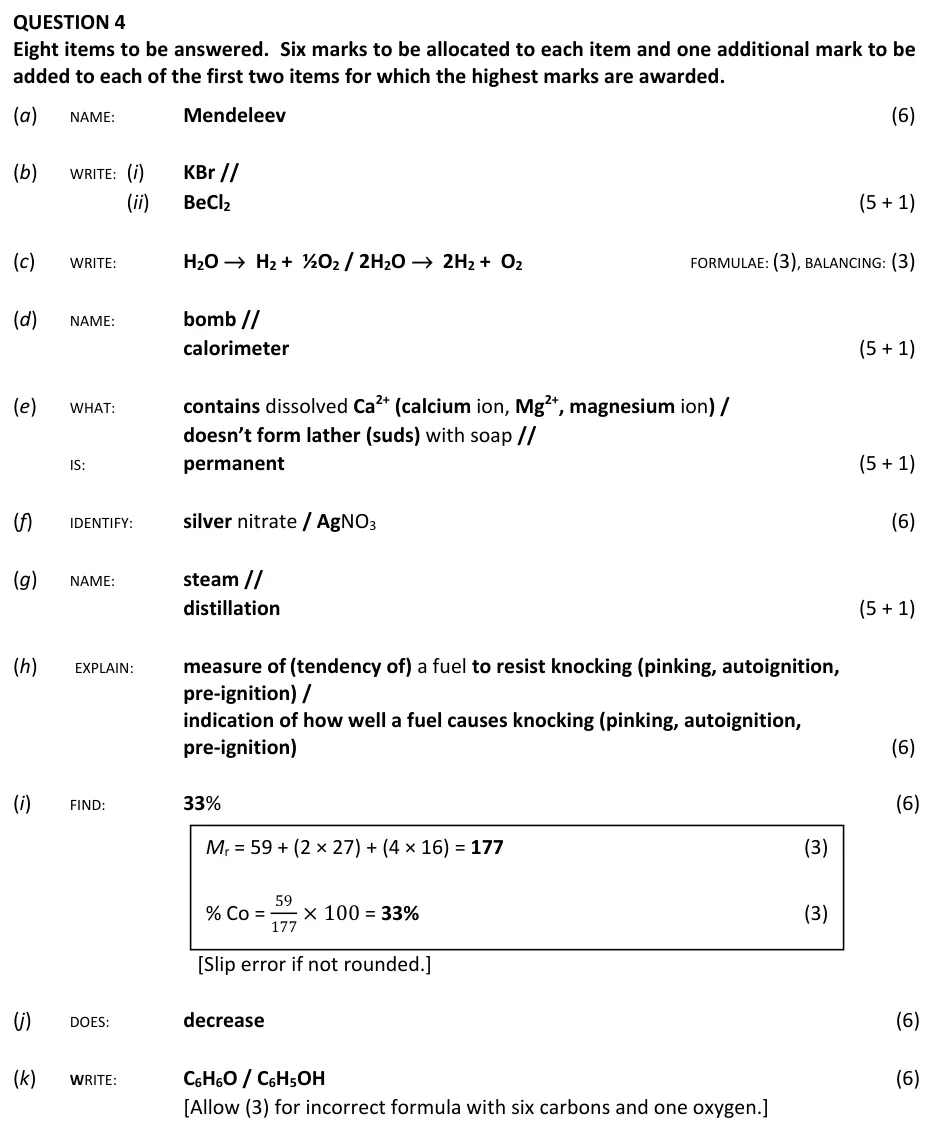 QUESTION 4
Eight items to be answered.  Six marks to be allocated to each item and one additional mark to be
added to each of the first two items for which the highest marks are awarded.
(a) NAME: Mendeleev (6)
(b) WRITE: (i) KBr //
(ii) BeCl₂ (5 + 1)
(c) WRITE: H₂O → H₂ + ½O₂ / 2H₂O → 2H₂ + O₂ FORMULAE: (3), BALANCING: (3)
(d) NAME: bomb //
calorimeter (5 + 1)
(e) WHAT: contains dissolved Ca²⁺ (calcium ion, Mg²⁺, magnesium ion) /
doesn’t form lather (suds) with soap //
IS: permanent (5 + 1)
(f) IDENTIFY: silver nitrate / AgNO₃ (6)
(g) NAME: steam //
distillation (5 + 1)
(h) EXPLAIN: measure of (tendency of) a fuel to resist knocking (pinking, autoignition,
pre-ignition) /
indication of how well a fuel causes knocking (pinking, autoignition,
pre-ignition) (6)
(i) FIND: 33% (6)
Mᵣ = 59 + (2 × 27) + (4 × 16) = 177 (3)
% Co = 59/177 × 100 = 33% (3)
[Slip error if not rounded.]
(j) DOES: decrease (6)
(k) WRITE: C₆H₆O / C₆H₅OH (6)
[Allow (3) for incorrect formula with six carbons and one oxygen.]